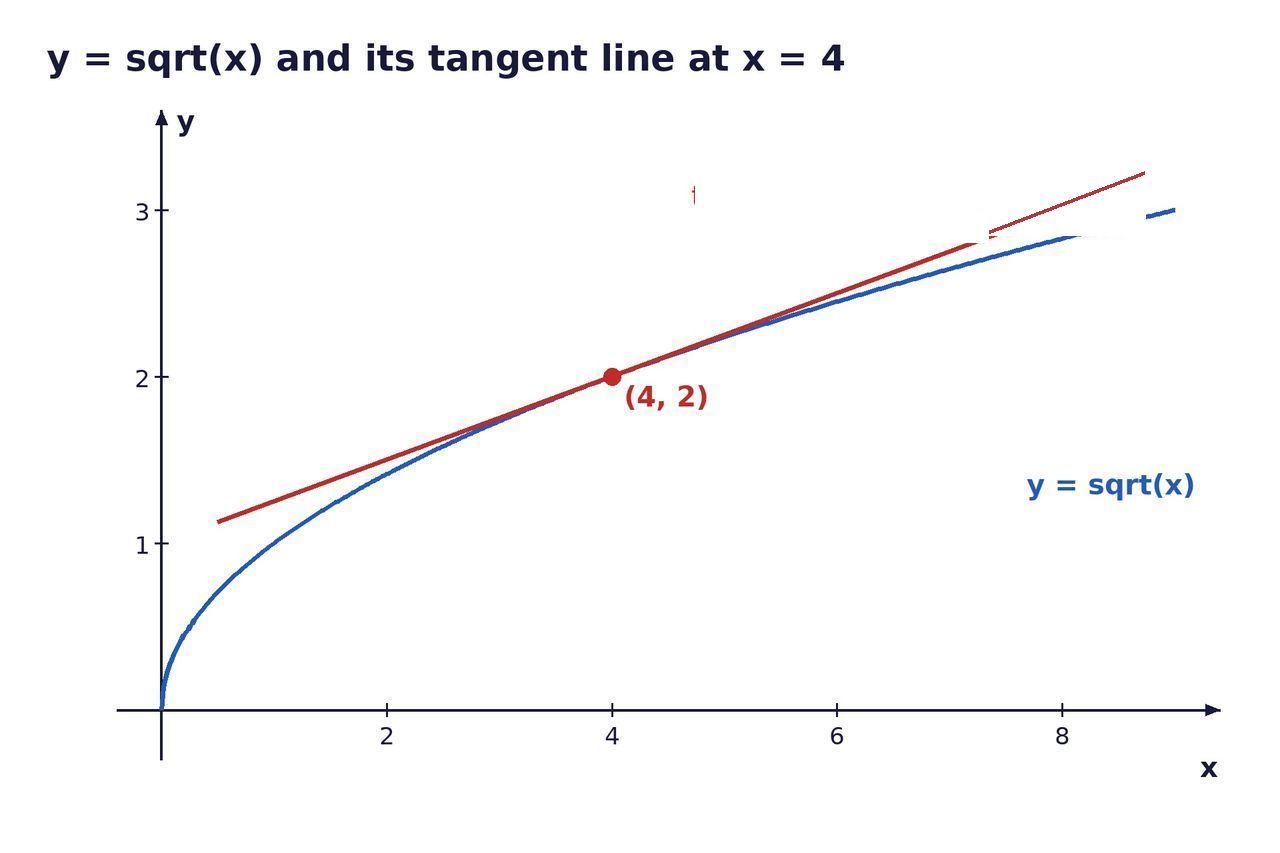 y = sqrt(x) and its tangent line at x = 4
y
3
2
(4, 2)
y = sqrt(x)
1
2 4 6 8
x